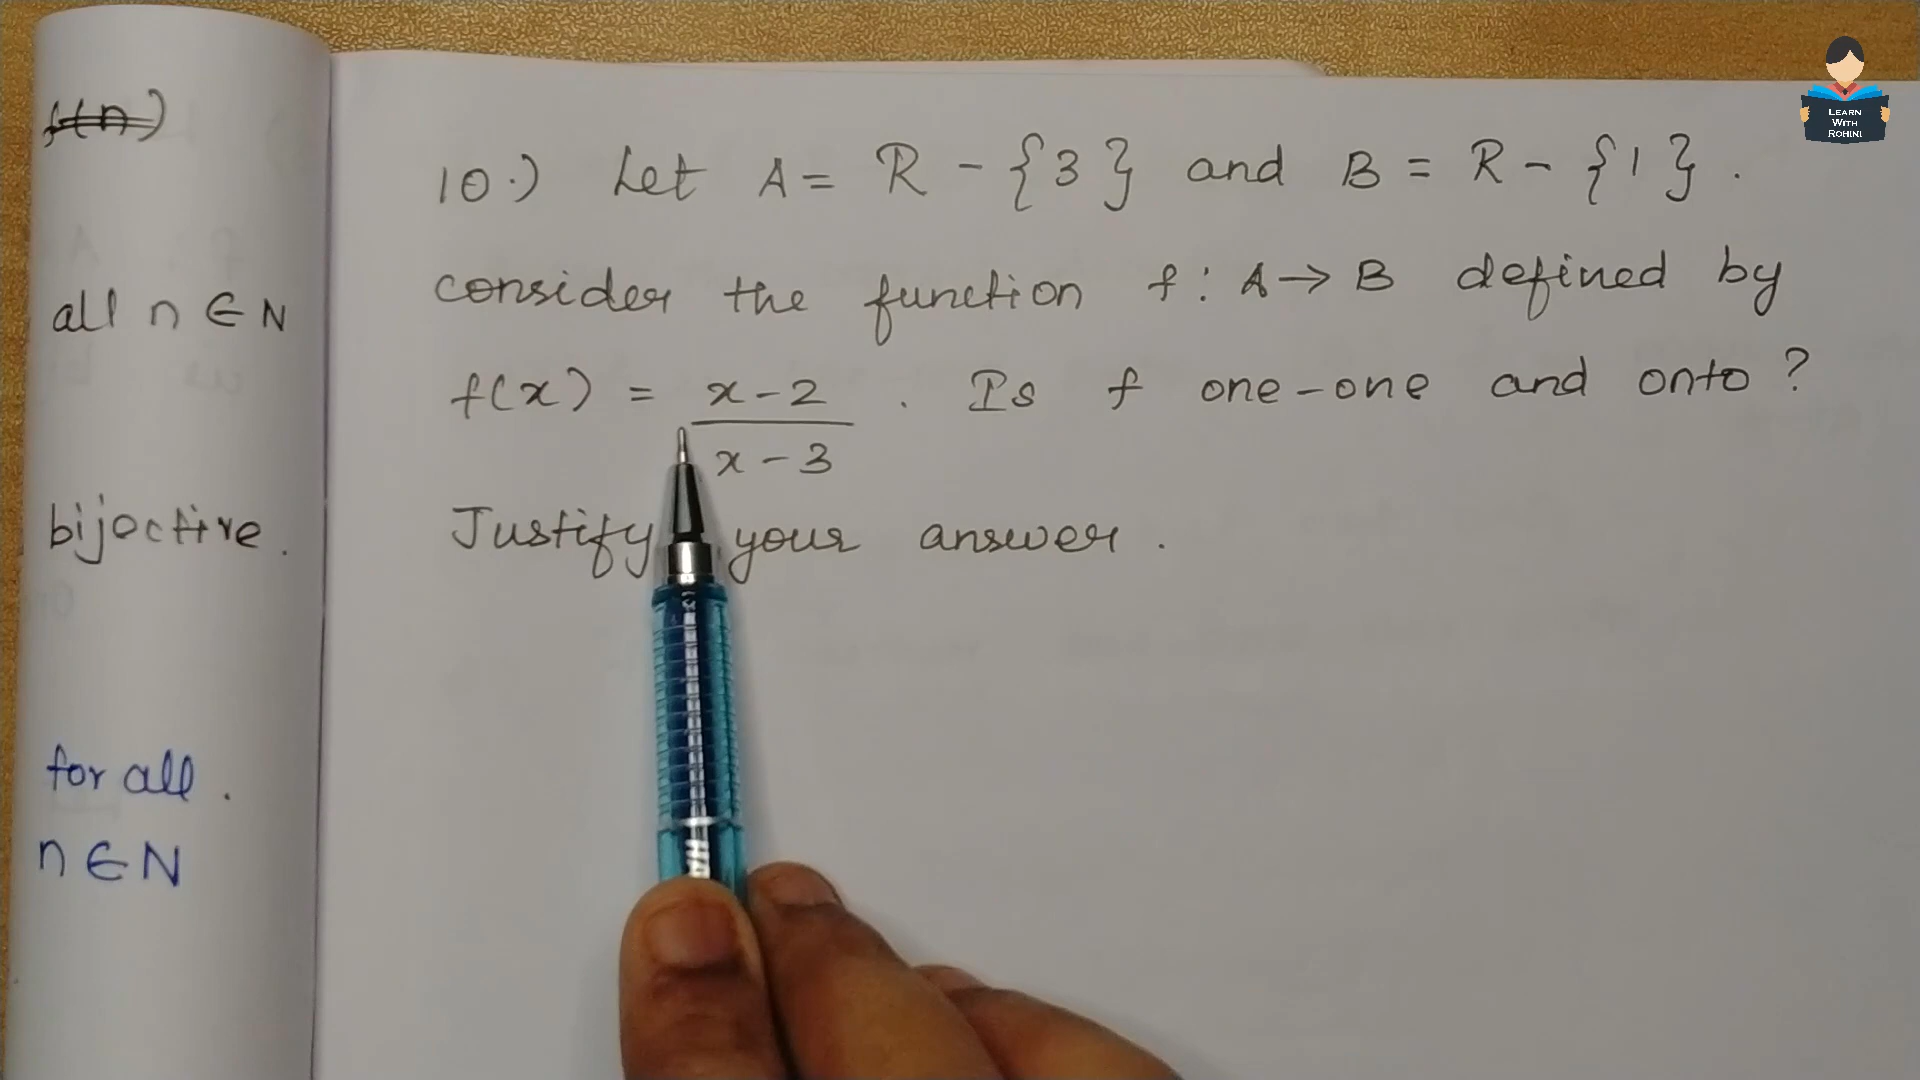 f(n)
all n ∈ N
bijective.
for all.
n ∈ N
10.) Let A = R - {3} and B = R - {1}.
consider the function f: A → B defined by
f(x) = x-2 . Is f one-one and onto?
x-3
Justify your answer.
LEARN
WITH
ROHINI